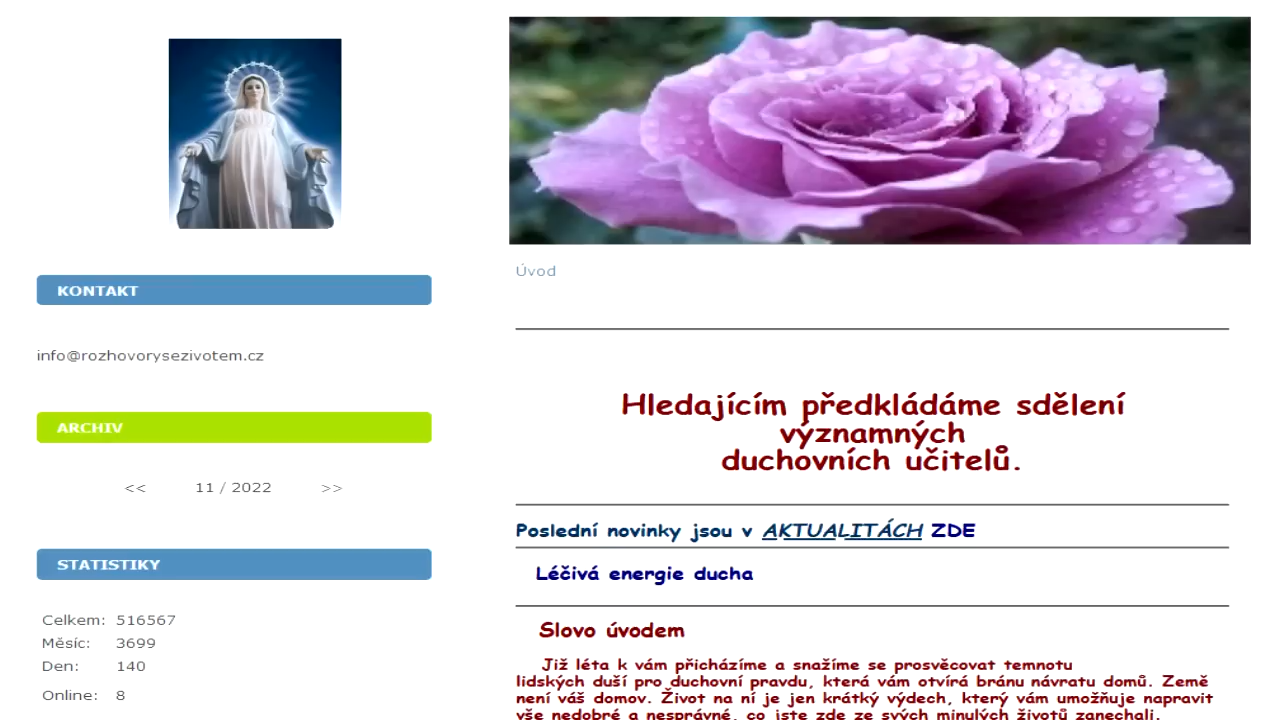 KONTAKT
info@rozhovorysezivotem.cz
ARCHIV
<< 11 / 2022 >>
STATISTIKY
Celkem: 516567
Měsíc: 3699
Den: 140
Online: 8
Úvod
Hledajícím předkládáme sdělení
významných
duchovních učitelů.
Poslední novinky jsou v AKTUALITÁCH ZDE
Léčivá energie ducha
Slovo úvodem
Již léta k vám přicházíme a snažíme se prosvěcovat temnotu
lidských duší pro duchovní pravdu, která vám otvírá bránu návratu domů. Země
není váš domov. Život na ní je jen krátký výdech, který vám umožňuje napravit
vše nedobré a nesprávné, co jste zde ze svých minulých životů zanechali.